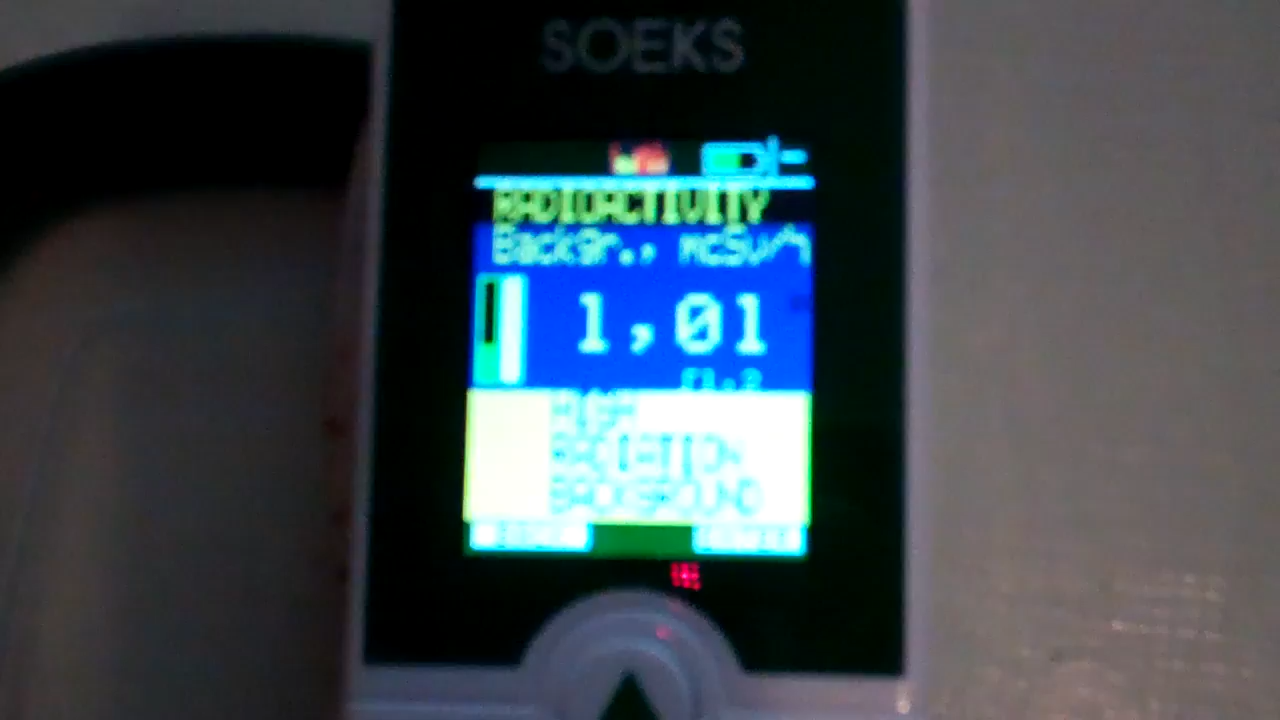 SOEKS
RADIOACTIVITY
Backgr., mcSv/h
1,01
HIGH
RADIATION
BACKGROUND